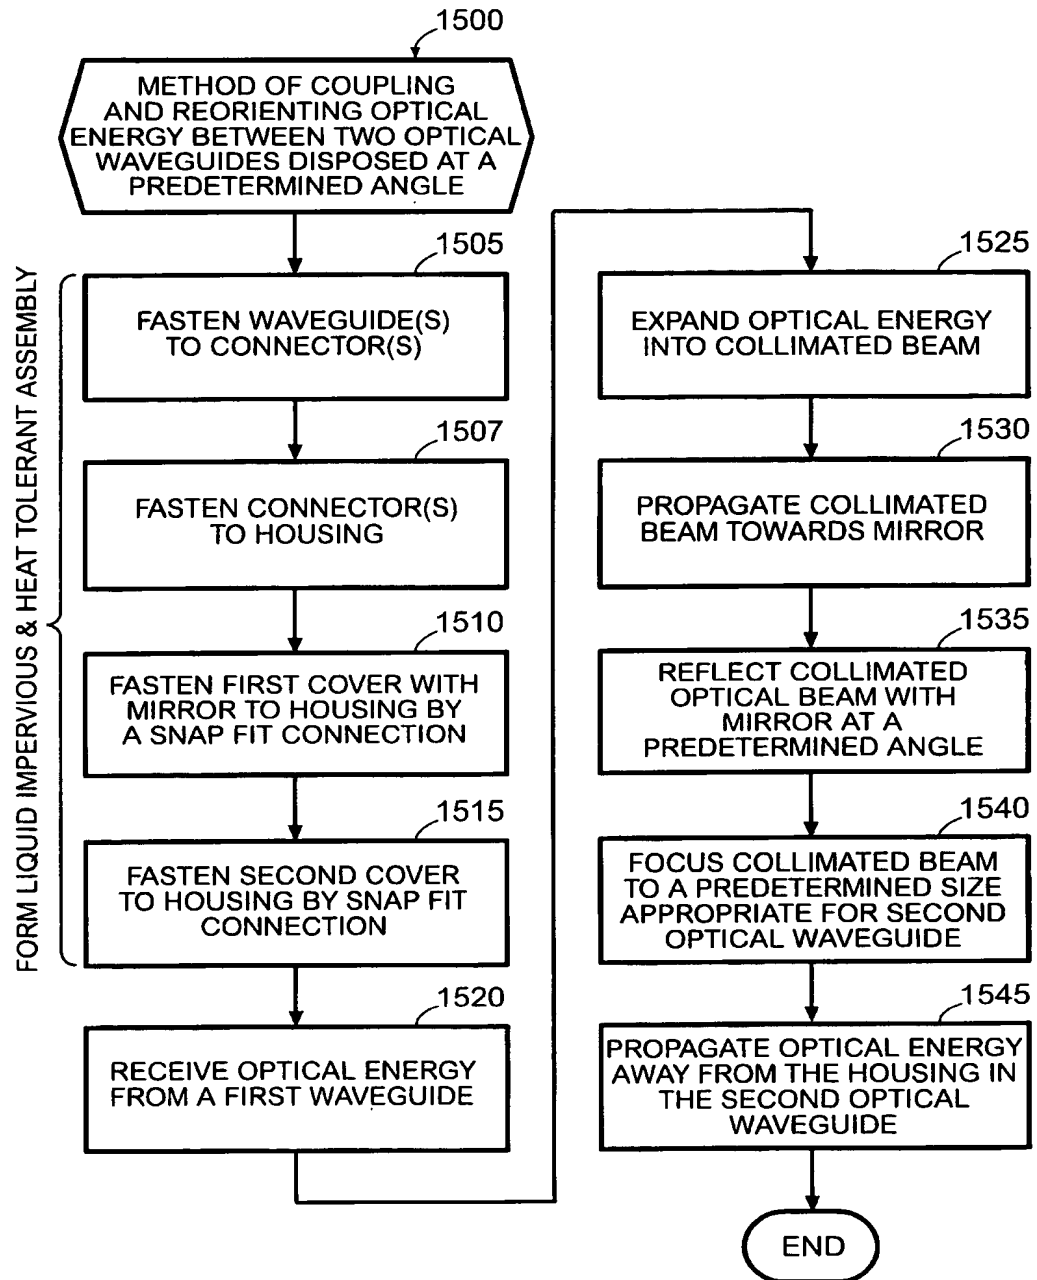 1500
METHOD OF COUPLING
AND REORIENTING OPTICAL
ENERGY BETWEEN TWO OPTICAL
WAVEGUIDES DISPOSED AT A
PREDETERMINED ANGLE
FORM LIQUID IMPERVIOUS & HEAT TOLERANT ASSEMBLY
1505
FASTEN WAVEGUIDE(S)
TO CONNECTOR(S)
1507
FASTEN CONNECTOR(S)
TO HOUSING
1510
FASTEN FIRST COVER WITH
MIRROR TO HOUSING BY
A SNAP FIT CONNECTION
1515
FASTEN SECOND COVER
TO HOUSING BY SNAP FIT
CONNECTION
1520
RECEIVE OPTICAL ENERGY
FROM A FIRST WAVEGUIDE
1525
EXPAND OPTICAL ENERGY
INTO COLLIMATED BEAM
1530
PROPAGATE COLLIMATED
BEAM TOWARDS MIRROR
1535
REFLECT COLLIMATED
OPTICAL BEAM WITH
MIRROR AT A
PREDETERMINED ANGLE
1540
FOCUS COLLIMATED BEAM
TO A PREDETERMINED SIZE
APPROPRIATE FOR SECOND
OPTICAL WAVEGUIDE
1545
PROPAGATE OPTICAL ENERGY
AWAY FROM THE HOUSING IN
THE SECOND OPTICAL
WAVEGUIDE
END